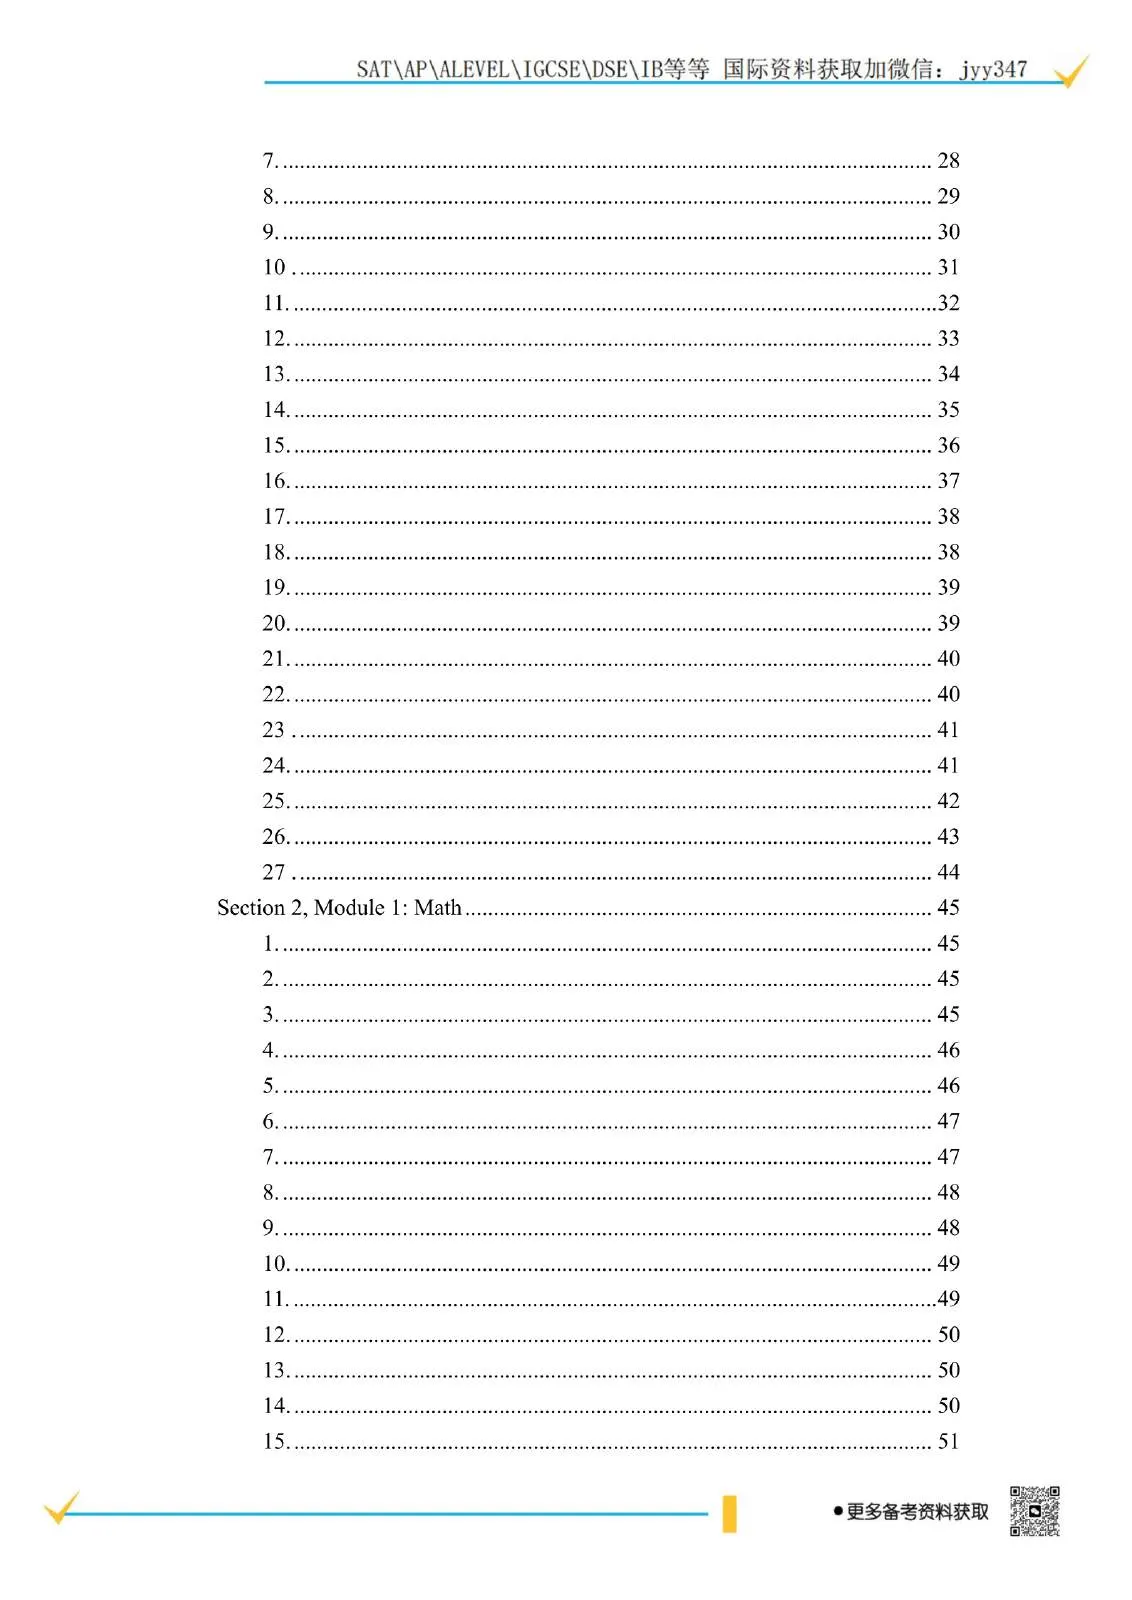 SAT\AP\ALEVEL\IGCSE\DSE\IB等等 国际资料获取加微信：jyy347
7. ........ 28
8. ........ 29
9. ........ 30
10 . ........ 31
11. ........ 32
12. ........ 33
13. ........ 34
14. ........ 35
15. ........ 36
16. ........ 37
17. ........ 38
18. ........ 38
19. ........ 39
20. ........ 39
21. ........ 40
22. ........ 40
23 . ........ 41
24. ........ 41
25. ........ 42
26. ........ 43
27 . ........ 44
Section 2, Module 1: Math ........ 45
1. ........ 45
2. ........ 45
3. ........ 45
4. ........ 46
5. ........ 46
6. ........ 47
7. ........ 47
8. ........ 48
9. ........ 48
10. ........ 49
11. ........ 49
12. ........ 50
13. ........ 50
14. ........ 50
15. ........ 51
●更多备考资料获取